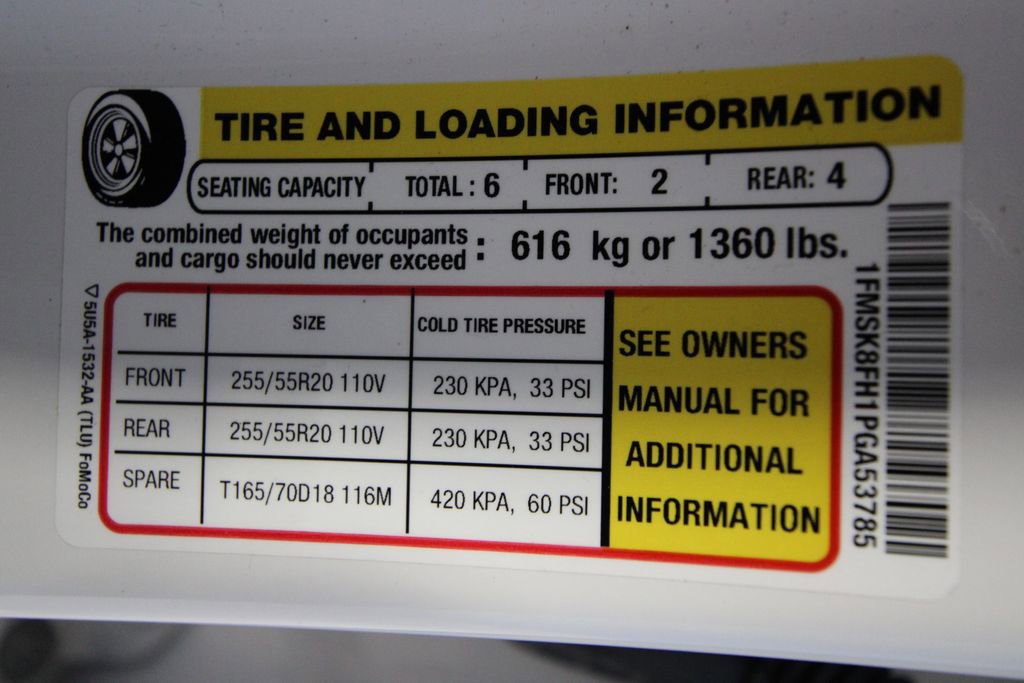 TIRE AND LOADING INFORMATION
SEATING CAPACITY TOTAL : 6 FRONT: 2 REAR: 4
The combined weight of occupants
and cargo should never exceed : 616 kg or 1360 lbs.
TIRE SIZE COLD TIRE PRESSURE
FRONT 255/55R20 110V 230 KPA, 33 PSI
REAR 255/55R20 110V 230 KPA, 33 PSI
SPARE T165/70D18 116M 420 KPA, 60 PSI
SEE OWNERS
MANUAL FOR
ADDITIONAL
INFORMATION
5U5A-1532-AA (TLU) FoMoCo
1FMSK8FH1PGA53785